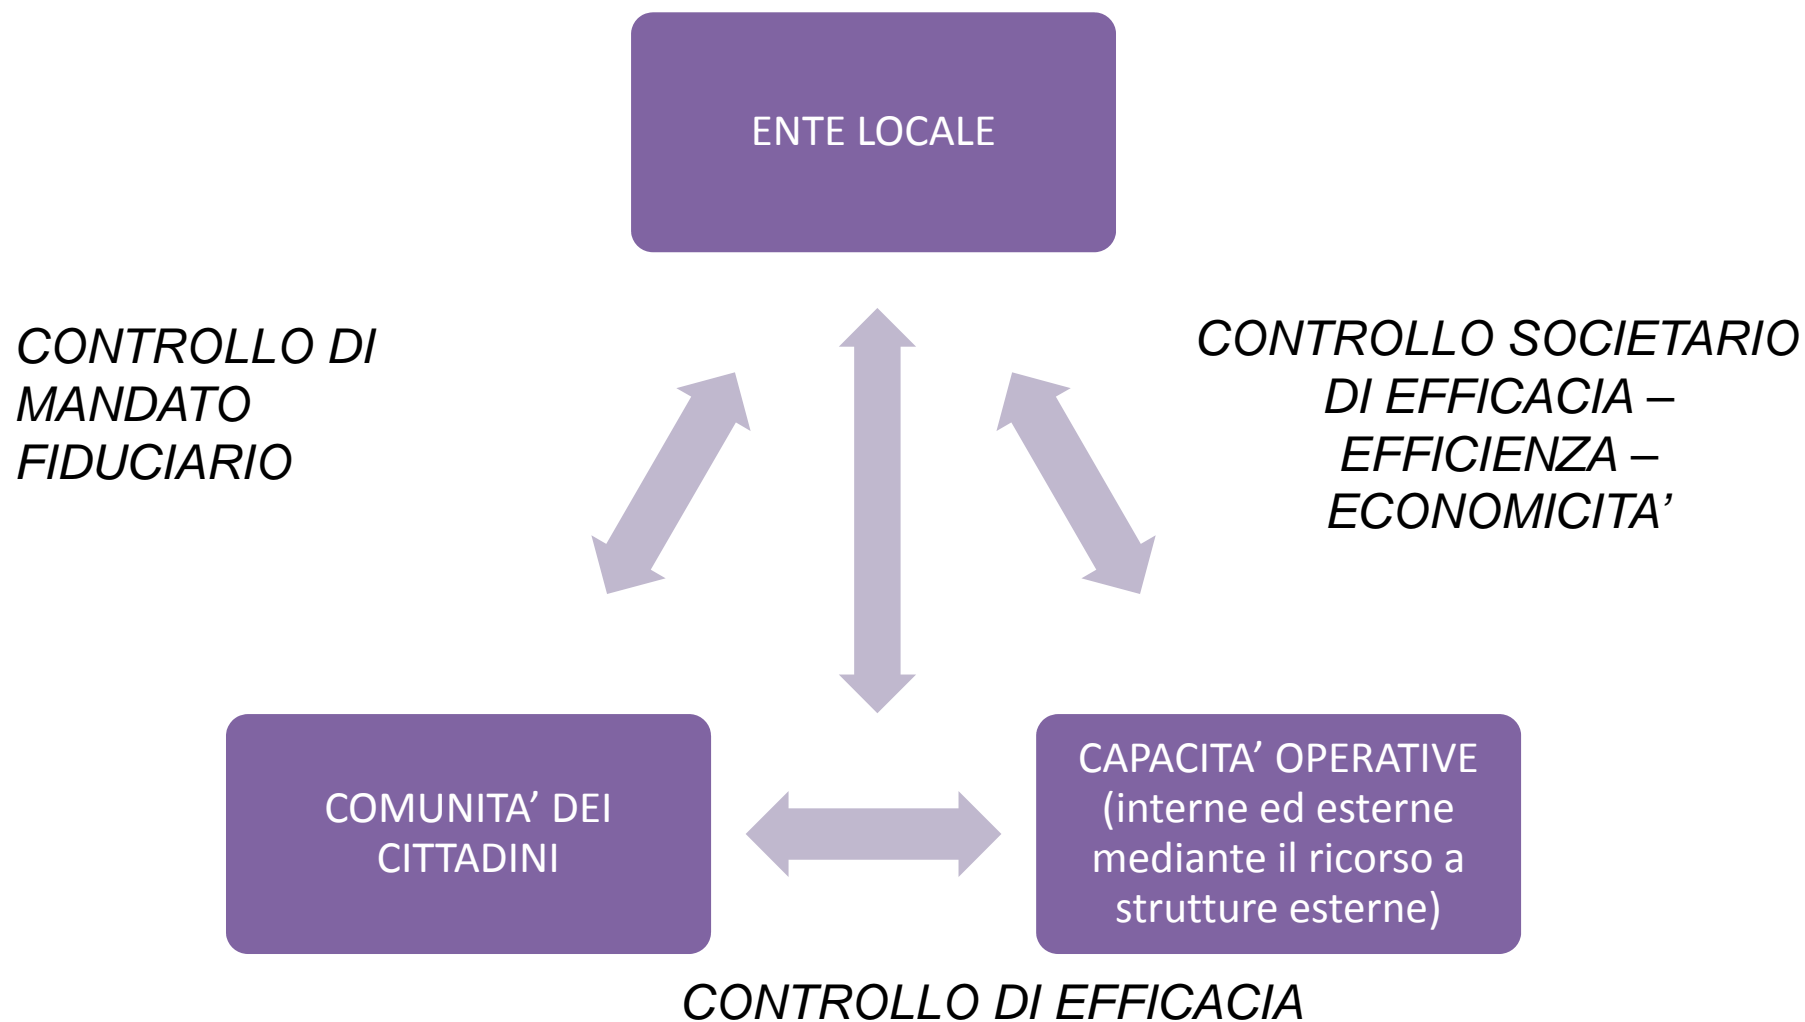 ENTE LOCALE
CONTROLLO DI
MANDATO
FIDUCIARIO
CONTROLLO SOCIETARIO
DI EFFICACIA –
EFFICIENZA –
ECONOMICITA’
COMUNITA’ DEI
CITTADINI
CAPACITA’ OPERATIVE
(interne ed esterne
mediante il ricorso a
strutture esterne)
CONTROLLO DI EFFICACIA